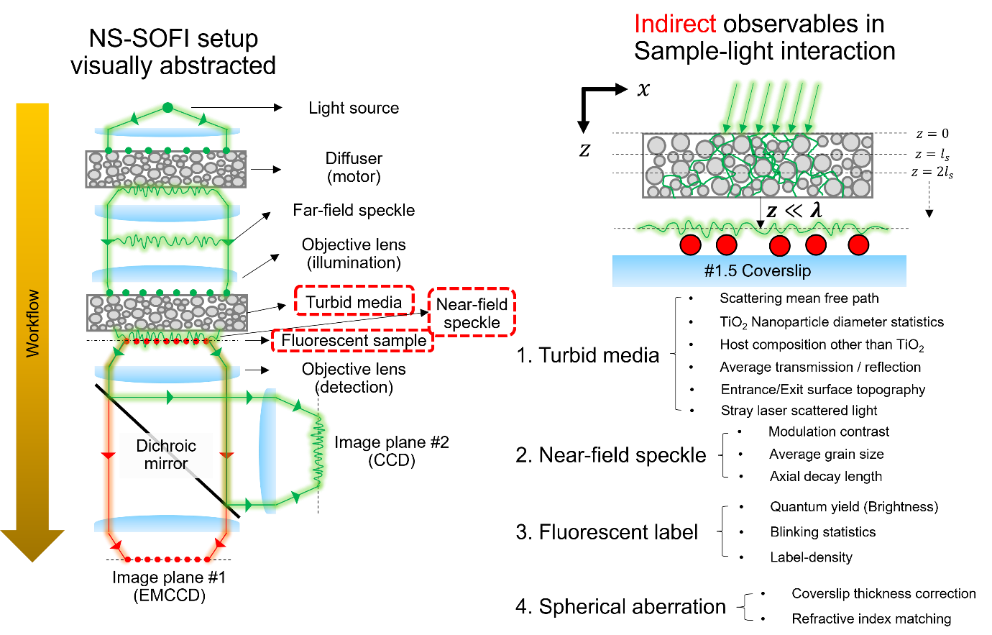 NS-SOFI setup
visually abstracted
Workflow
Light source
Diffuser
(motor)
Far-field speckle
Objective lens
(illumination)
Turbid media
Near-field
speckle
Fluorescent sample
Objective lens
(detection)
Dichroic
mirror
Image plane #2
(CCD)
Image plane #1
(EMCCD)
Indirect observables in
Sample-light interaction
x
z
z = 0
z = lₛ
z = 2lₛ
z ≪ λ
#1.5 Coverslip
1. Turbid media
• Scattering mean free path
• TiO₂ Nanoparticle diameter statistics
• Host composition other than TiO₂
• Average transmission / reflection
• Entrance/Exit surface topography
• Stray laser scattered light
2. Near-field speckle
• Modulation contrast
• Average grain size
• Axial decay length
3. Fluorescent label
• Quantum yield (Brightness)
• Blinking statistics
• Label-density
4. Spherical aberration
• Coverslip thickness correction
• Refractive index matching